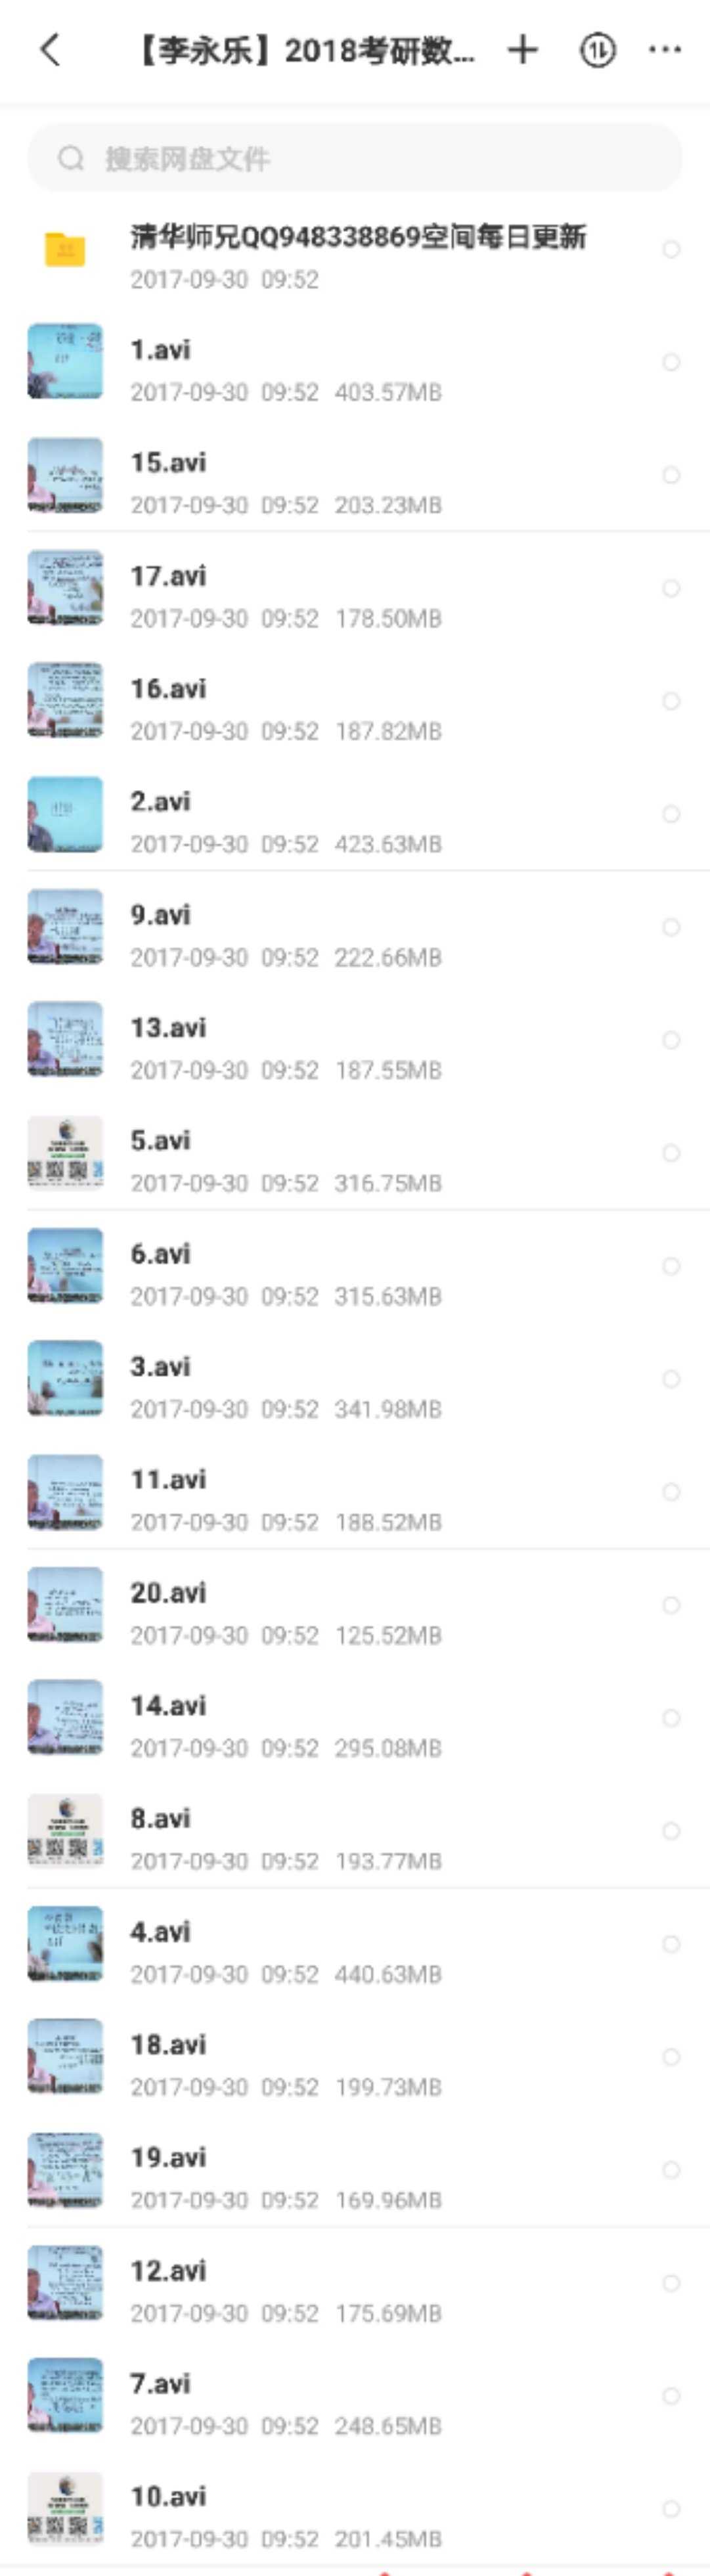 【李永乐】2018考研数...
搜索网盘文件
清华师兄QQ948338869空间每日更新
2017-09-30 09:52
1.avi
2017-09-30 09:52 403.57MB
15.avi
2017-09-30 09:52 203.23MB
17.avi
2017-09-30 09:52 178.50MB
16.avi
2017-09-30 09:52 187.82MB
2.avi
2017-09-30 09:52 423.63MB
9.avi
2017-09-30 09:52 222.66MB
13.avi
2017-09-30 09:52 187.55MB
5.avi
2017-09-30 09:52 316.75MB
6.avi
2017-09-30 09:52 315.63MB
3.avi
2017-09-30 09:52 341.98MB
11.avi
2017-09-30 09:52 188.52MB
20.avi
2017-09-30 09:52 125.52MB
14.avi
2017-09-30 09:52 295.08MB
8.avi
2017-09-30 09:52 193.77MB
4.avi
2017-09-30 09:52 440.63MB
18.avi
2017-09-30 09:52 199.73MB
19.avi
2017-09-30 09:52 169.96MB
12.avi
2017-09-30 09:52 175.69MB
7.avi
2017-09-30 09:52 248.65MB
10.avi
2017-09-30 09:52 201.45MB